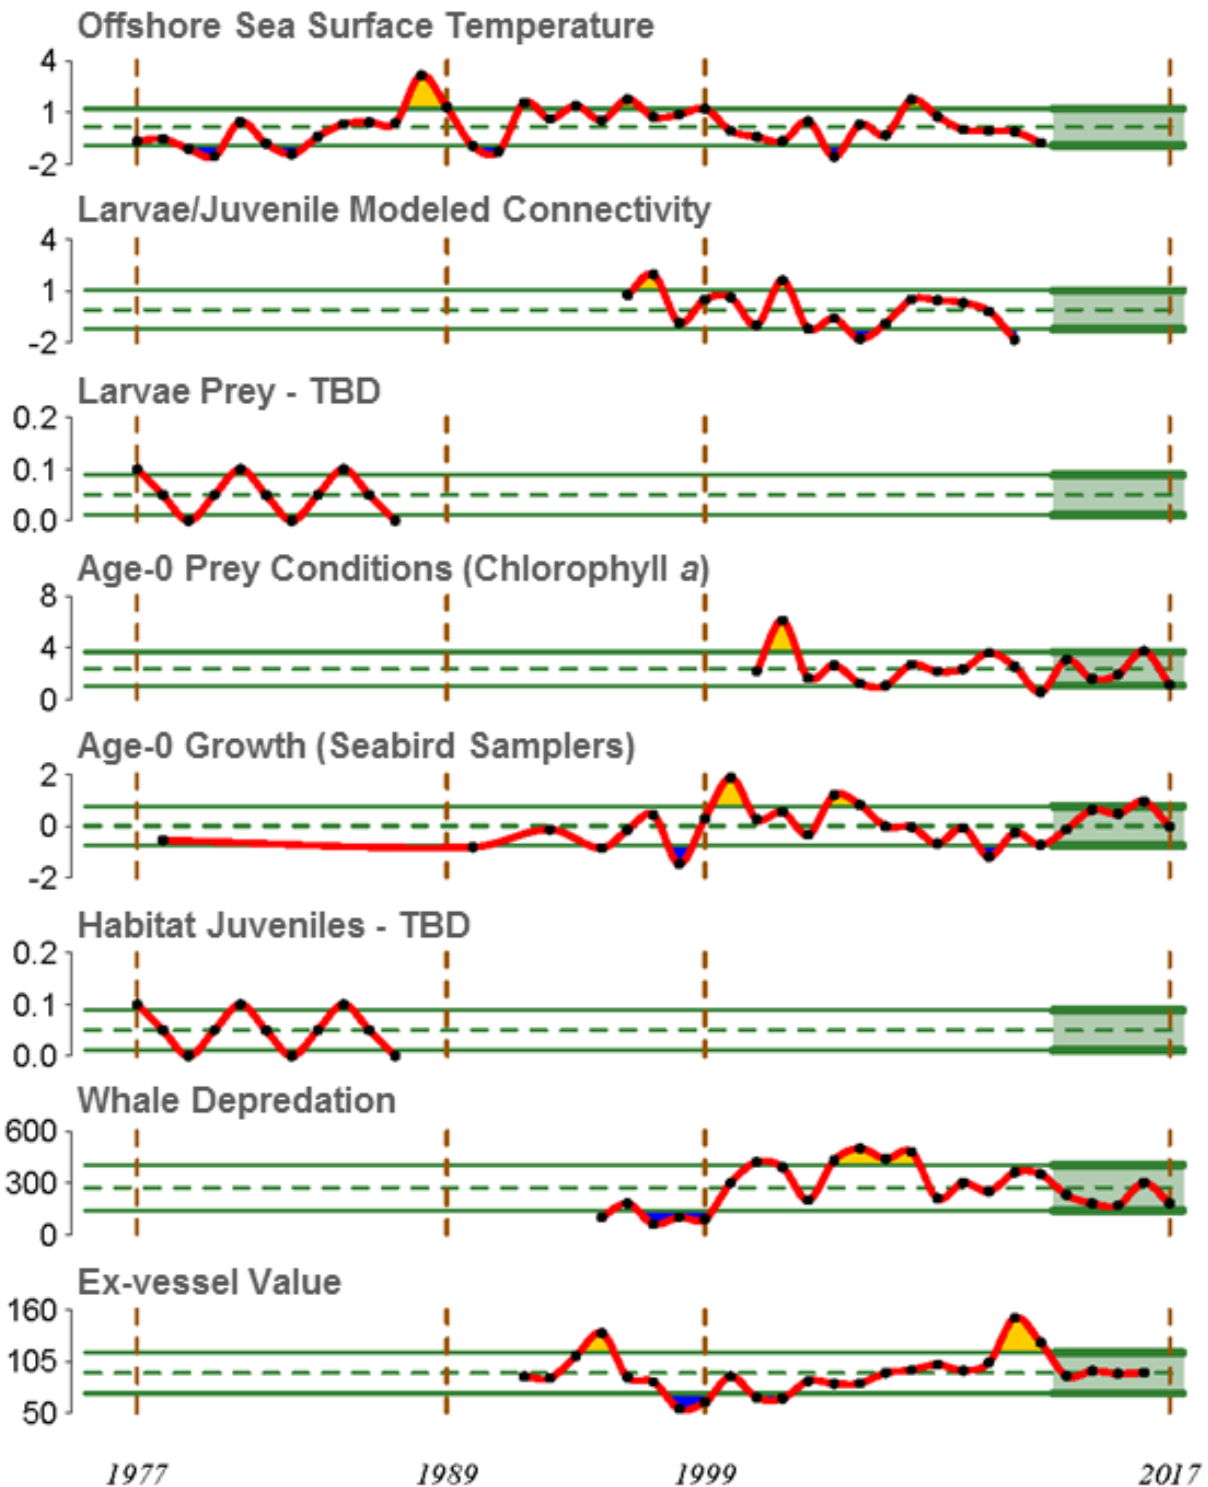 Offshore Sea Surface Temperature
4
1
-2
Larvae/Juvenile Modeled Connectivity
4
1
-2
Larvae Prey - TBD
0.2
0.1
0.0
Age-0 Prey Conditions (Chlorophyll a)
8
4
0
Age-0 Growth (Seabird Samplers)
2
0
-2
Habitat Juveniles - TBD
0.2
0.1
0.0
Whale Depredation
600
300
0
Ex-vessel Value
160
105
50
1977 1989 1999 2017